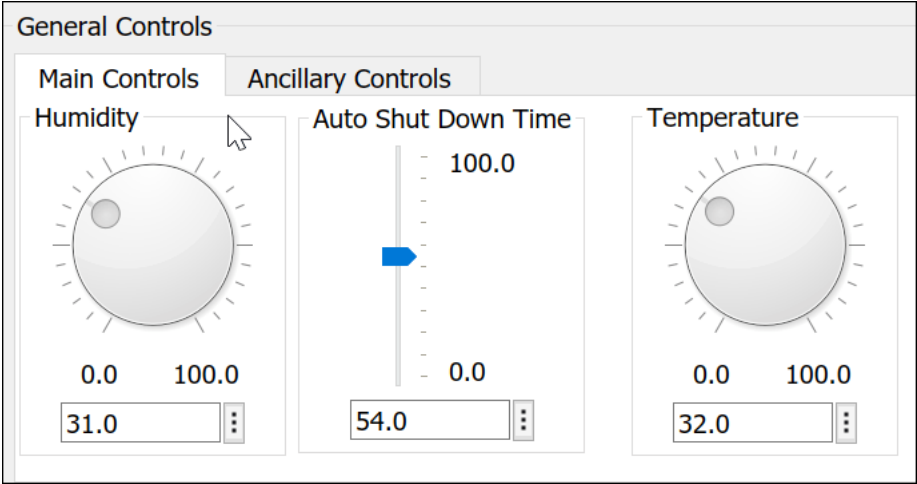 General Controls
Main Controls
Ancillary Controls
Humidity
0.0 100.0
31.0
Auto Shut Down Time
100.0
0.0
54.0
Temperature
0.0 100.0
32.0